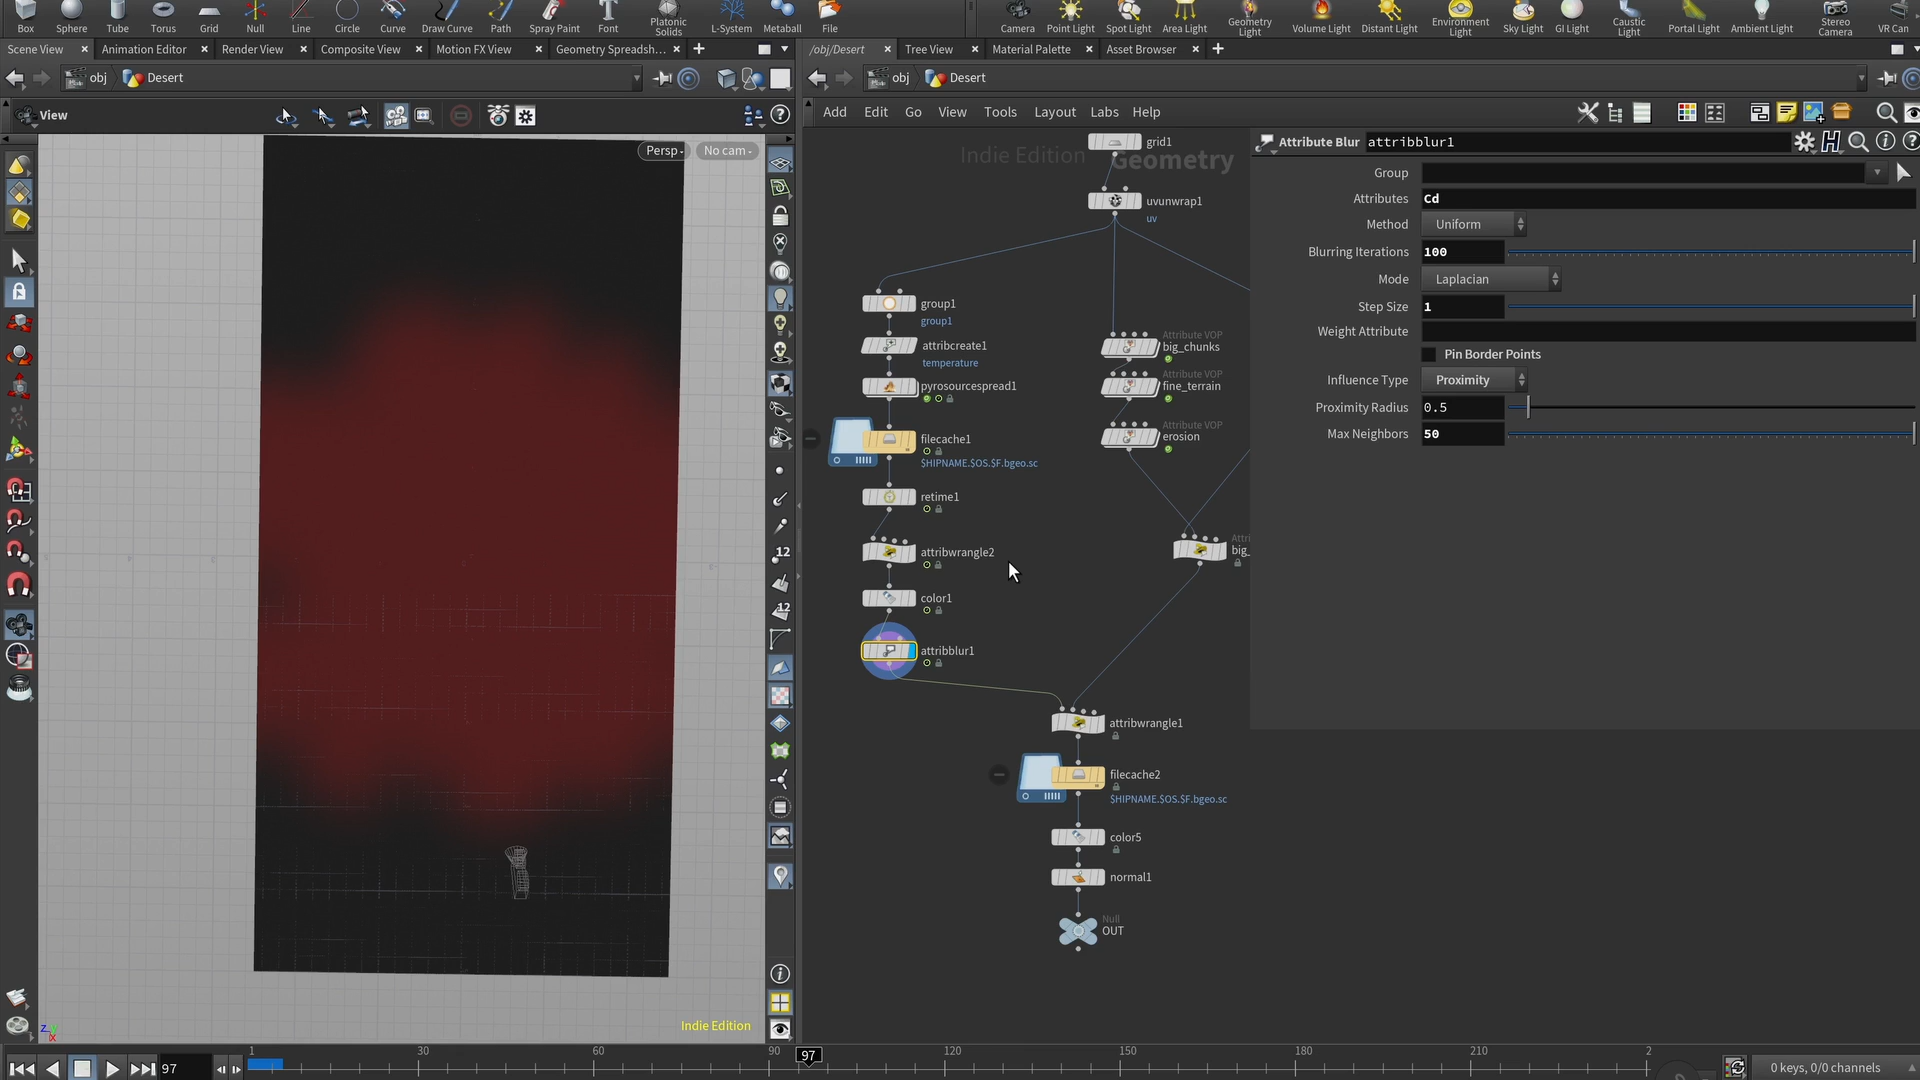 Box Sphere Tube Torus Grid Null Line Circle Curve Draw Curve Path Spray Paint Font Platonic Solids L-System Metaball File
Camera Point Light Spot Light Area Light Geometry Light Volume Light Distant Light Environment Light Sky Light GI Light Caustic Light Portal Light Ambient Light Stereo Camera VR Can
Scene View Animation Editor Render View Composite View Motion FX View Geometry Spreadsh...
/obj/Desert Tree View Material Palette Asset Browser
obj Desert
obj Desert
View
Add Edit Go View Tools Layout Labs Help
Persp No cam
Indie Edition
Geometry
grid1
uvunwrap1
uv
group1
group1
attribcreate1
temperature
pyrosourcespread1
filecache1
$HIPNAME.$OS.$F.bgeo.sc
retime1
attribwrangle2
color1
attribblur1
Attribute VOP
big_chunks
Attribute VOP
fine_terrain
Attribute VOP
erosion
Attri
big_
attribwrangle1
filecache2
$HIPNAME.$OS.$F.bgeo.sc
color5
normal1
Null
OUT
Attribute Blur attribblur1
Group
Attributes Cd
Method Uniform
Blurring Iterations 100
Mode Laplacian
Step Size 1
Weight Attribute
Pin Border Points
Influence Type Proximity
Proximity Radius 0.5
Max Neighbors 50
12
12
Indie Edition
z y
x
97
1 30 60 90 97 120 150 180 210 2
0 keys, 0/0 channels